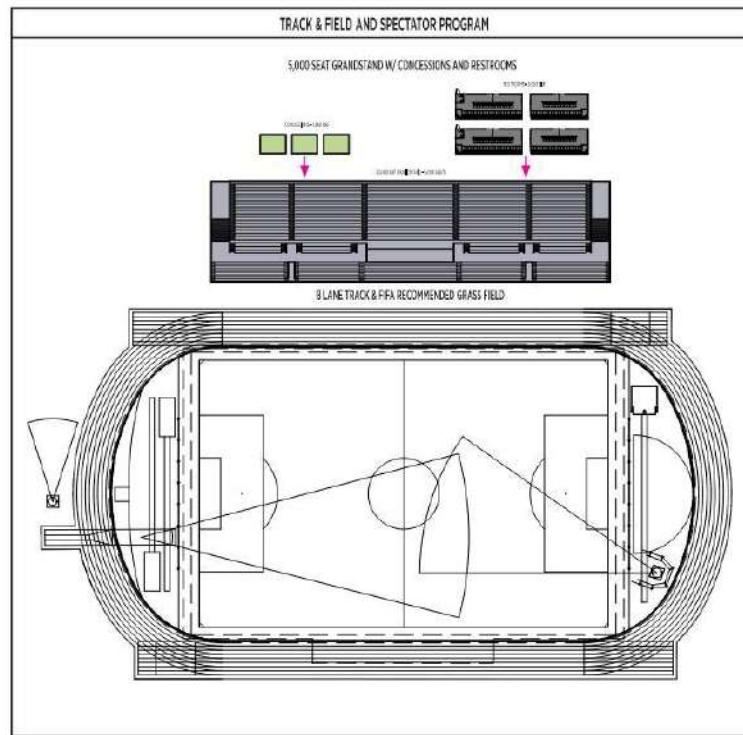 TRACK & FIELD AND SPECTATOR PROGRAM
5,000 SEAT GRANDSTAND W/ CONCESSIONS AND RESTROOMS
8 LANE TRACK & FIFA RECOMMENDED GRASS FIELD